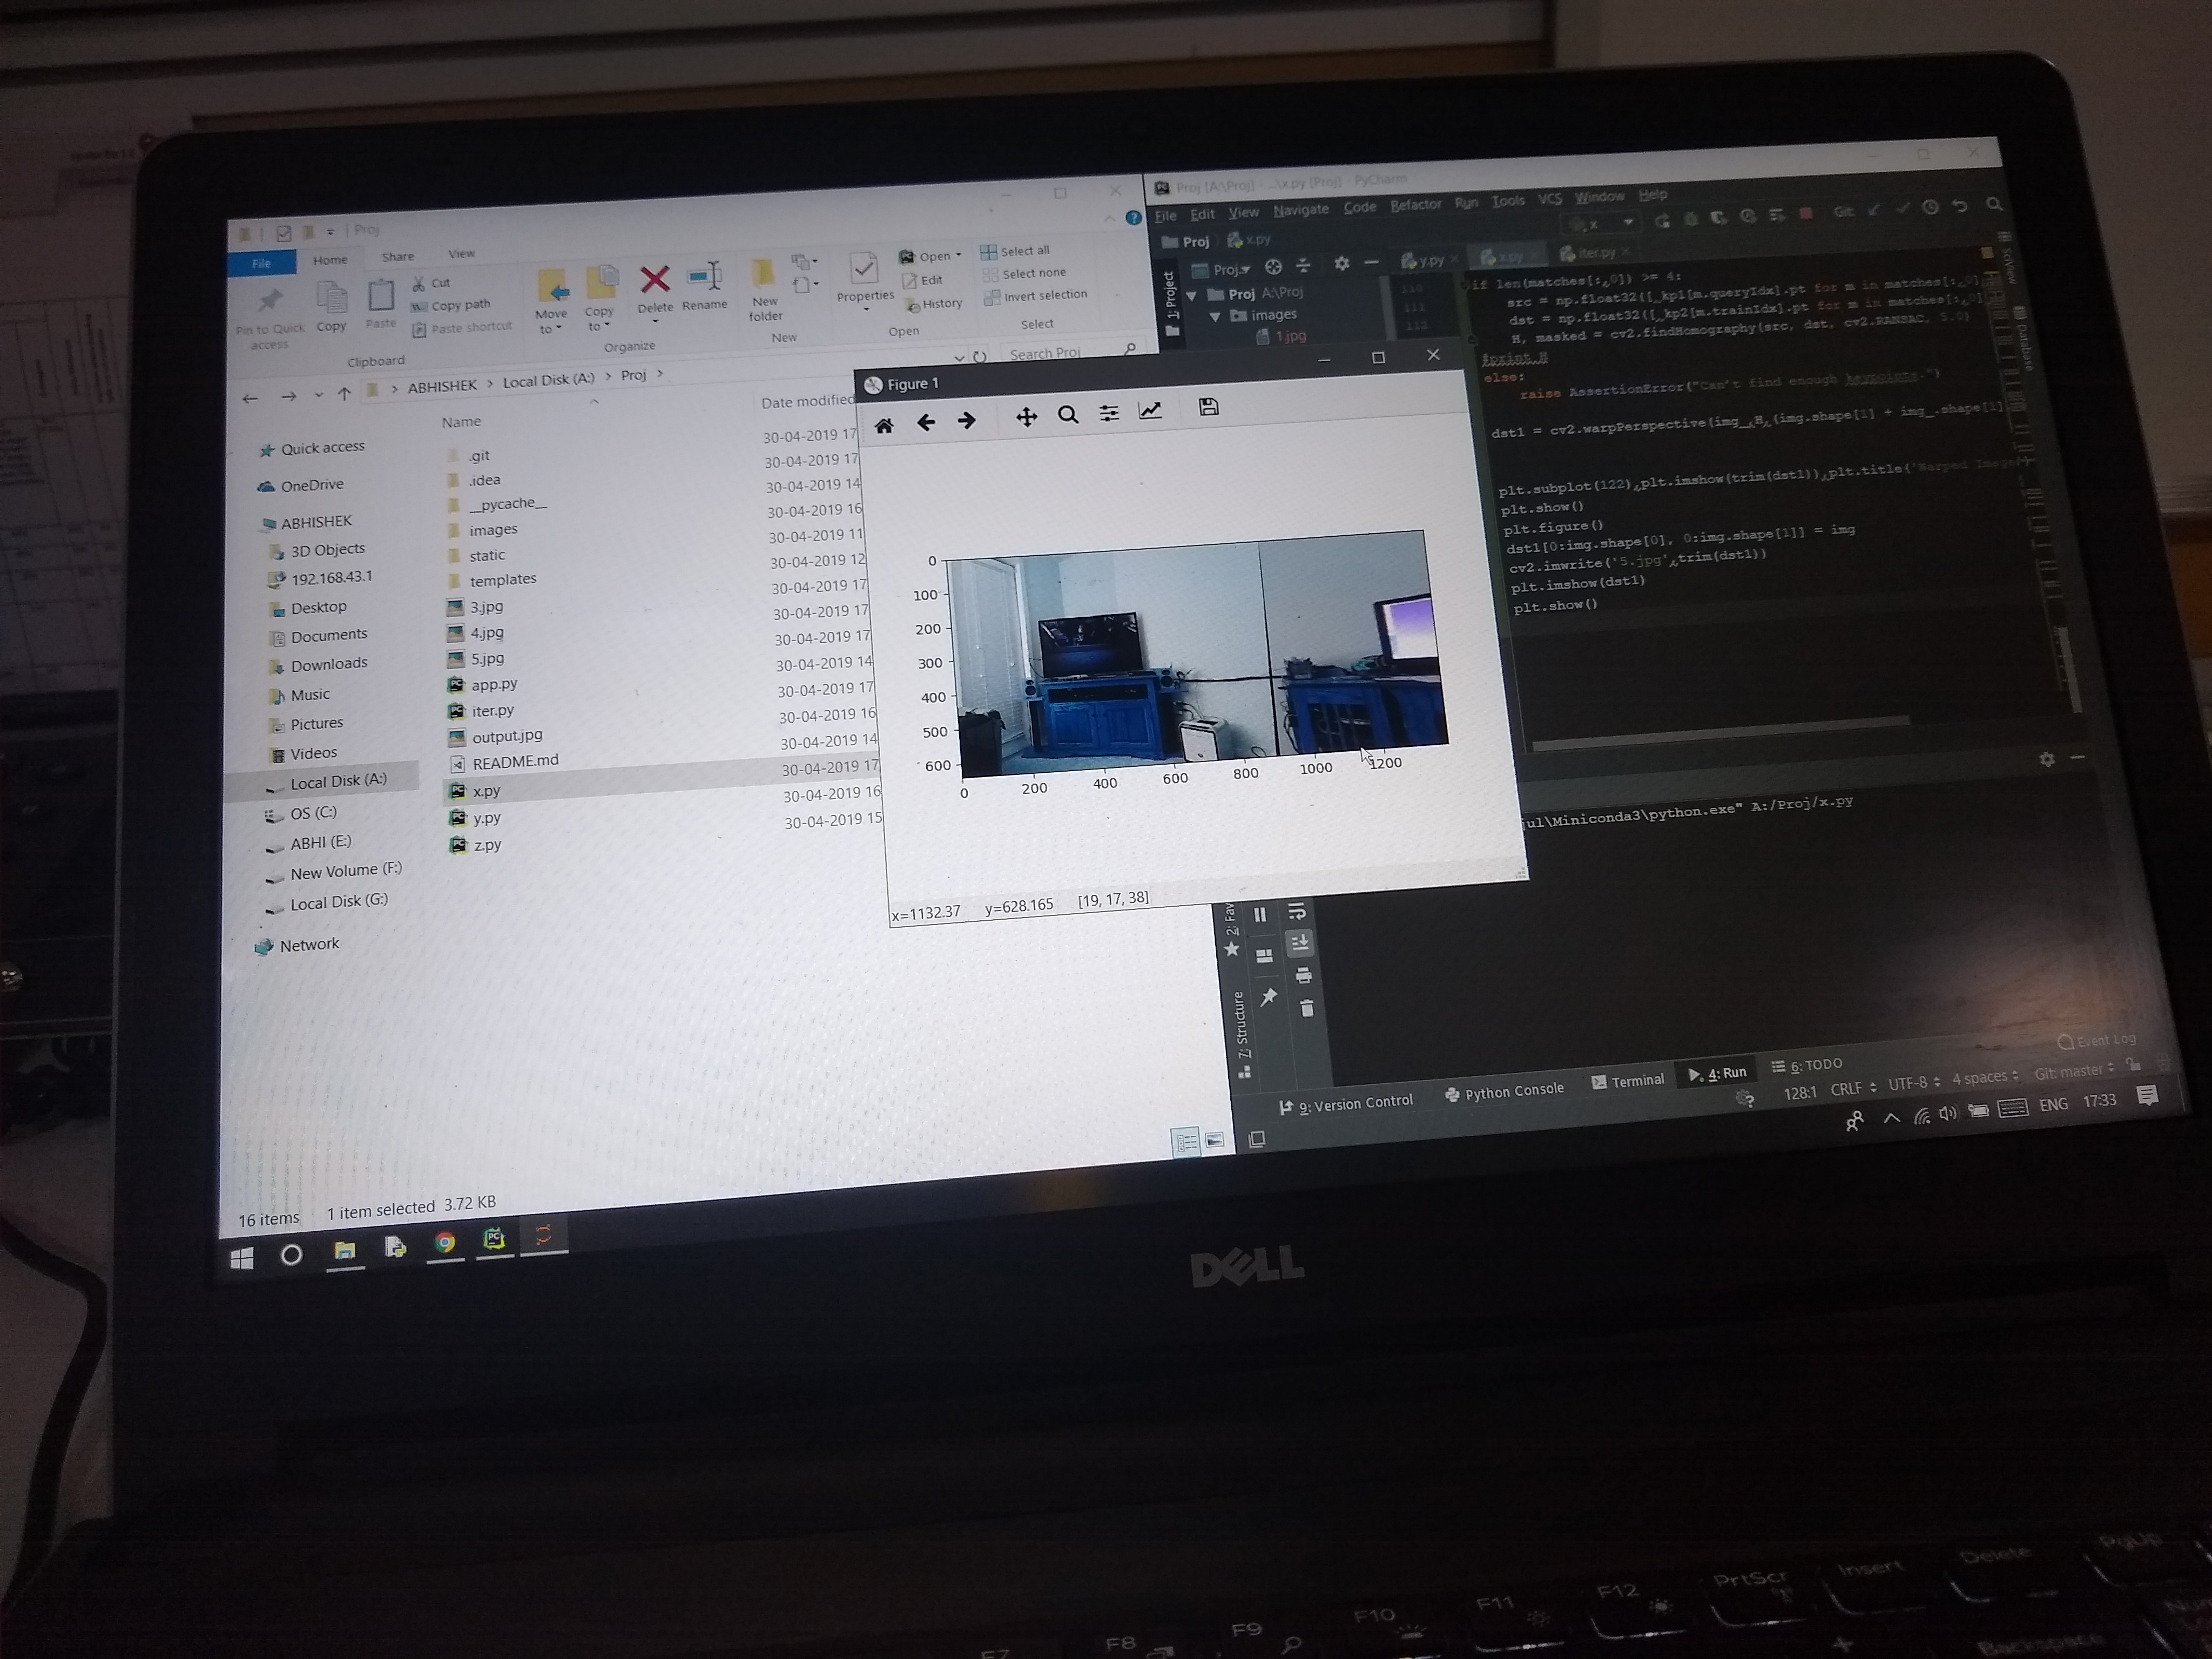 Proj
File Home Share View
Pin to Quick access
Copy
Paste
Cut
Copy path
Paste shortcut
Clipboard
Move to
Copy to
Delete
Rename
Organize
New folder
New
Properties
Open
Edit
History
Open
Select all
Select none
Invert selection
Select
ABHISHEK > Local Disk (A:) > Proj >
Search Proj
Name Date modified
Quick access
OneDrive
ABHISHEK
3D Objects
192.168.43.1
Desktop
Documents
Downloads
Music
Pictures
Videos
Local Disk (A:)
OS (C:)
ABHI (E:)
New Volume (F:)
Local Disk (G:)
Network
.git 30-04-2019 17
.idea 30-04-2019 17
__pycache__ 30-04-2019 14
images 30-04-2019 16
static 30-04-2019 11
templates 30-04-2019 12
3.jpg 30-04-2019 17
4.jpg 30-04-2019 17
5.jpg 30-04-2019 17
app.py 30-04-2019 14
iter.py 30-04-2019 17
output.jpg 30-04-2019 16
README.md 30-04-2019 14
x.py 30-04-2019 17
y.py 30-04-2019 16
z.py 30-04-2019 15
16 items 1 item selected 3.72 KB
Proj [A:\Proj] - ...\x.py [Proj] - PyCharm
File Edit View Navigate Code Refactor Run Tools VCS Window Help
Proj x.py
x
Git:
1: Project
Proj
y.py x.py iter.py
Proj A:\Proj
images
1.jpg
110
111
112
SciView
Database
if len(matches[:,0]) >= 4:
src = np.float32([_kp1[m.queryIdx].pt for m in matches[:,0]
dst = np.float32([_kp2[m.trainIdx].pt for m in matches[:,0]
H, masked = cv2.findHomography(src, dst, cv2.RANSAC, 5.0)
#print H
else:
raise AssertionError("Can't find enough keypoints.")
dst1 = cv2.warpPerspective(img_,H,(img.shape[1] + img_.shape[1]
plt.subplot(122),plt.imshow(trim(dst1)),plt.title('Warped Image
plt.show()
plt.figure()
dst1[0:img.shape[0], 0:img.shape[1]] = img
cv2.imwrite('5.jpg',trim(dst1))
plt.imshow(dst1)
plt.show()
Figure 1
0
100
200
300
400
500
600
0 200 400 600 800 1000 1200
x=1132.37 y=628.165 [19, 17, 38]
jul\Miniconda3\python.exe" A:/Proj/x.py
2: Fav
7: Structure
9: Version Control Python Console Terminal 4: Run 6: TODO
Event Log
128:1 CRLF UTF-8 4 spaces Git: master
ENG 17:33
DELL
F7 F8 F9 F10 F11 F12 PrtScr Insert Delete PgUp
Backspace